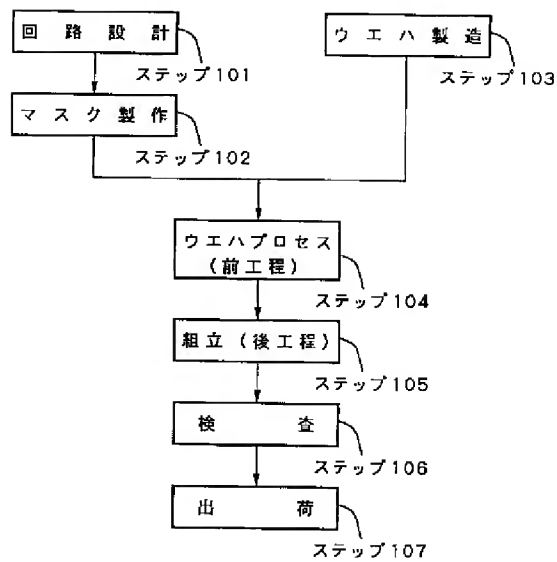 回路設計
ステップ101
ウエハ製造
ステップ103
マスク製作
ステップ102
ウエハプロセス
(前工程)
ステップ104
組立(後工程)
ステップ105
検査
ステップ106
出荷
ステップ107